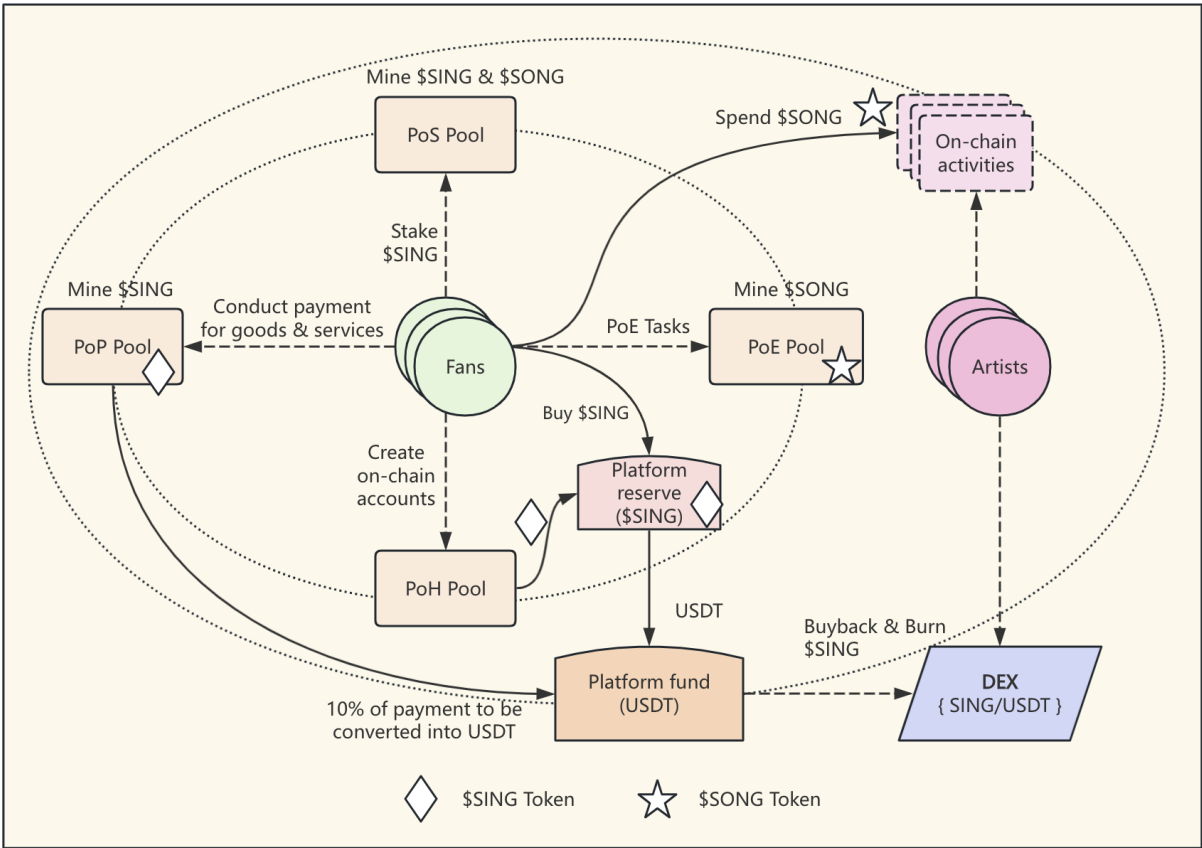 Mine $SING & $SONG
PoS Pool
Spend $SONG
On-chain
activities
Stake
$SING
Mine $SING
Conduct payment
for goods & services
PoP Pool
Fans
PoE Tasks
Mine $SONG
PoE Pool
Artists
Buy $SING
Create
on-chain
accounts
Platform
reserve
($SING)
PoH Pool
USDT
Buyback & Burn
$SING
Platform fund
(USDT)
DEX
{ SING/USDT }
10% of payment to be
converted into USDT
$SING Token
$SONG Token